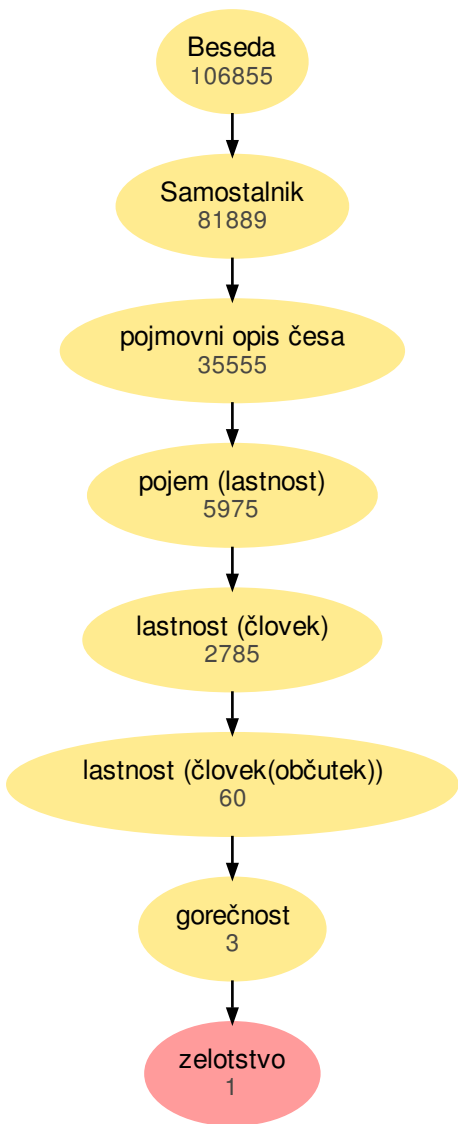 Beseda
106855
Samostalnik
81889
pojmovni opis česa
35555
pojem (lastnost)
5975
lastnost (človek)
2785
lastnost (človek(občutek))
60
gorečnost
3
zelotstvo
1